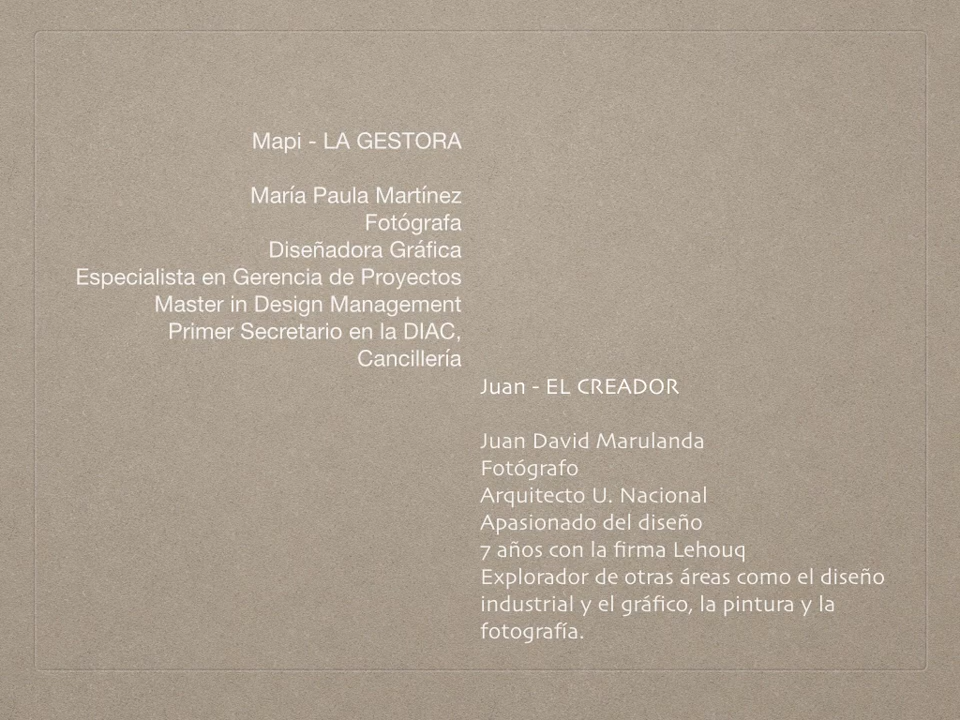 Mapi - LA GESTORA
María Paula Martínez
Fotógrafa
Diseñadora Gráfica
Especialista en Gerencia de Proyectos
Master in Design Management
Primer Secretario en la DIAC,
Cancillería
Juan - EL CREADOR
Juan David Marulanda
Fotógrafo
Arquitecto U. Nacional
Apasionado del diseño
7 años con la firma Lehouq
Explorador de otras áreas como el diseño
industrial y el gráfico, la pintura y la
fotografía.